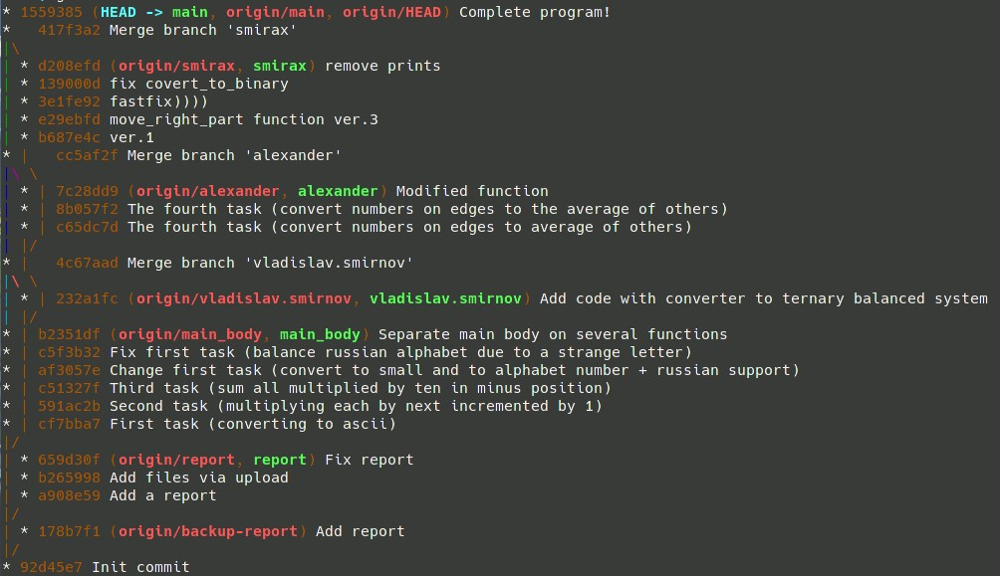 * 1559385 (HEAD -> main, origin/main, origin/HEAD) Complete program!
*   417f3a2 Merge branch 'smirax'
|\
| * d208efd (origin/smirax, smirax) remove prints
| * 139000d fix covert_to_binary
| * 3e1fe92 fastfix))))
| * e29ebfd move_right_part function ver.3
| * b687e4c ver.1
* |   cc5af2f Merge branch 'alexander'
|\ \
| * | 7c28dd9 (origin/alexander, alexander) Modified function
| * | 8b057f2 The fourth task (convert numbers on edges to the average of others)
| * | c65dc7d The fourth task (convert numbers on edges to average of others)
| |/
* |   4c67aad Merge branch 'vladislav.smirnov'
|\ \
| * | 232a1fc (origin/vladislav.smirnov, vladislav.smirnov) Add code with converter to ternary balanced system
| |/
* | b2351df (origin/main_body, main_body) Separate main body on several functions
* | c5f3b32 Fix first task (balance russian alphabet due to a strange letter)
* | af3057e Change first task (convert to small and to alphabet number + russian support)
* | c51327f Third task (sum all multiplied by ten in minus position)
* | 591ac2b Second task (multiplying each by next incremented by 1)
* | cf7bba7 First task (converting to ascii)
|/
| * 659d30f (origin/report, report) Fix report
| * b265998 Add files via upload
| * a908e59 Add a report
|/
| * 178b7f1 (origin/backup-report) Add report
|/
* 92d45e7 Init commit